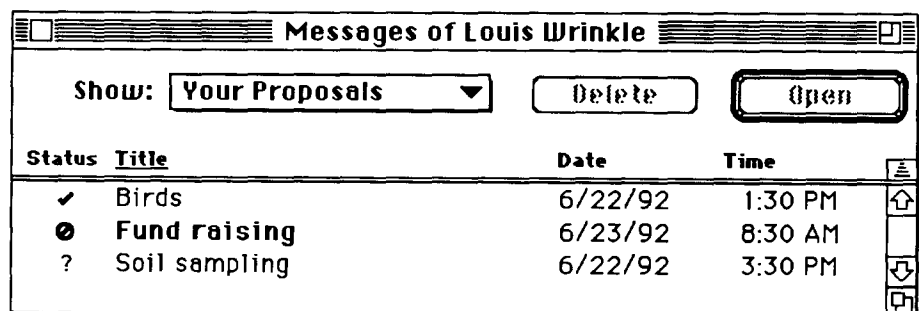 Messages of Louis Wrinkle
Show: Your Proposals Delete Open
Status Title Date Time
✔ Birds 6/22/92 1:30 PM
⊘ Fund raising 6/23/92 8:30 AM
? Soil sampling 6/22/92 3:30 PM